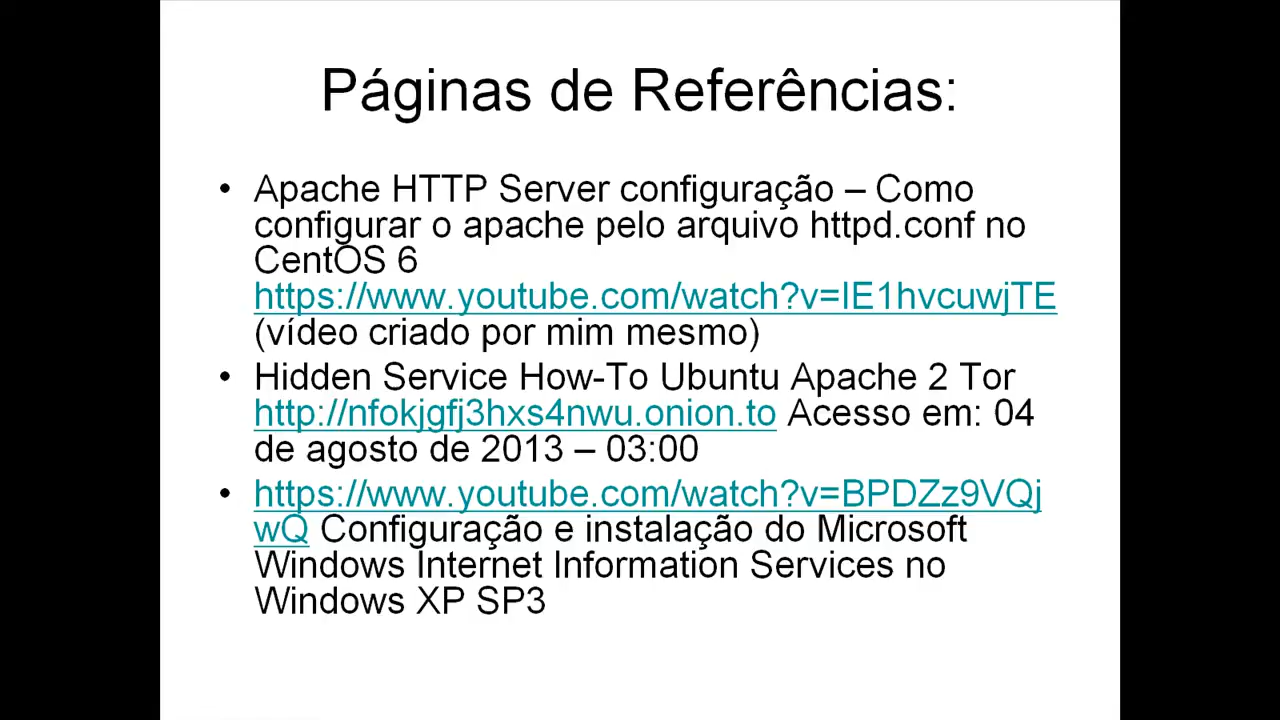 Páginas de Referências:
• Apache HTTP Server configuração – Como
configurar o apache pelo arquivo httpd.conf no
CentOS 6
https://www.youtube.com/watch?v=IE1hvcuwjTE
(vídeo criado por mim mesmo)
• Hidden Service How-To Ubuntu Apache 2 Tor
http://nfokjgfj3hxs4nwu.onion.to Acesso em: 04
de agosto de 2013 – 03:00
• https://www.youtube.com/watch?v=BPDZz9VQj
wQ Configuração e instalação do Microsoft
Windows Internet Information Services no
Windows XP SP3